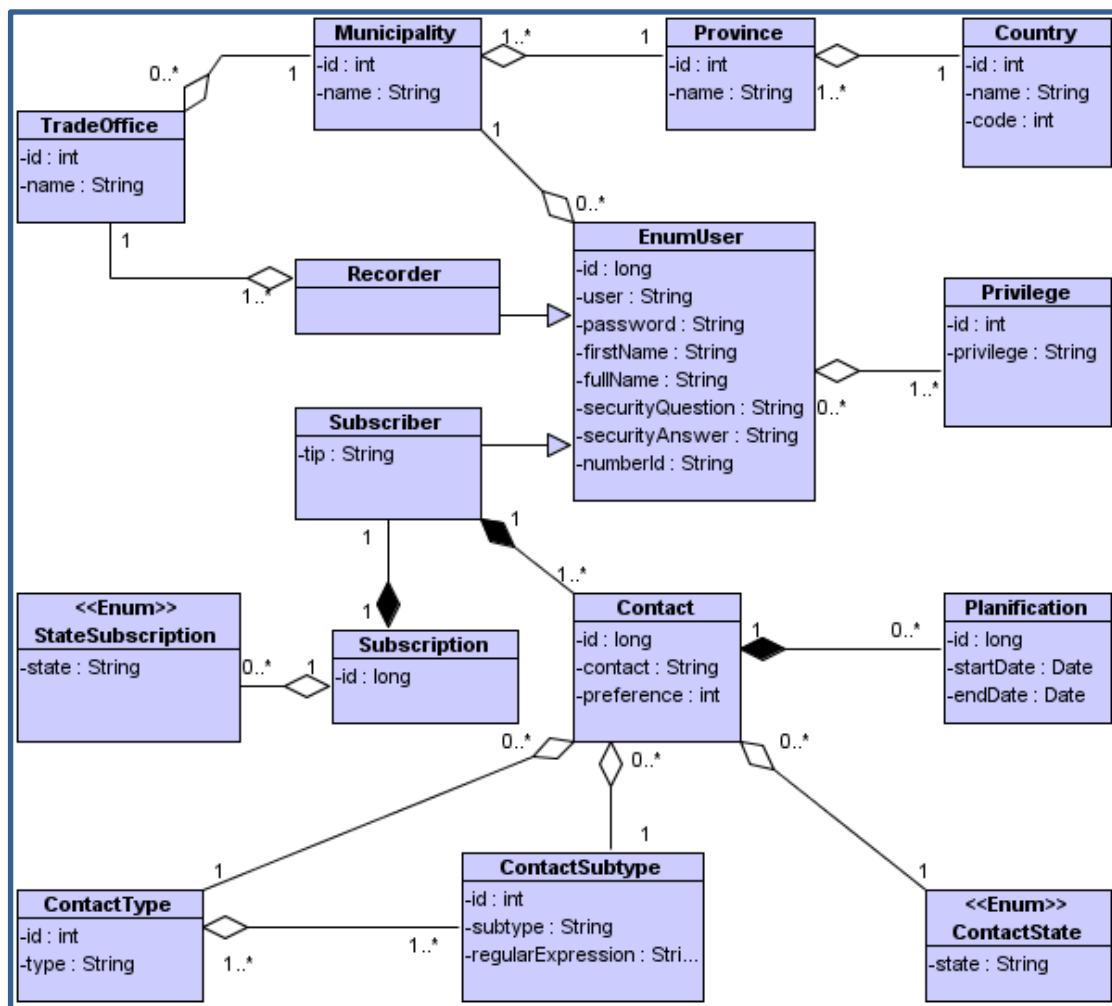 Municipality
-id : int
-name : String
1..*
1
Province
-id : int
-name : String
1..*
1
Country
-id : int
-name : String
-code : int
0..*
1
TradeOffice
-id : int
-name : String
1
0..*
1
1..*
Recorder
EnumUser
-id : long
-user : String
-password : String
-firstName : String
-fullName : String
-securityQuestion : String
-securityAnswer : String
-numberId : String
0..*
1..*
Privilege
-id : int
-privilege : String
Subscriber
-tip : String
1
1
1
1..*
<<Enum>>
StateSubscription
-state : String
0..*
1
Subscription
-id : long
Contact
-id : long
-contact : String
-preference : int
1
0..*
Planification
-id : long
-startDate : Date
-endDate : Date
0..*
0..*
0..*
1
1
1
ContactType
-id : int
-type : String
1..*
1..*
ContactSubtype
-id : int
-subtype : String
-regularExpression : Stri...
<<Enum>>
ContactState
-state : String